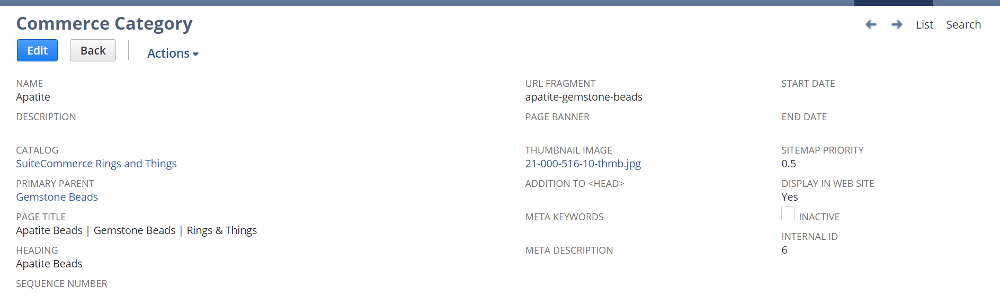 Commerce Category
List
Search
Edit
Back
Actions
NAME
Apatite
DESCRIPTION
CATALOG
SuiteCommerce Rings and Things
PRIMARY PARENT
Gemstone Beads
PAGE TITLE
Apatite Beads | Gemstone Beads | Rings & Things
HEADING
Apatite Beads
SEQUENCE NUMBER
URL FRAGMENT
apatite-gemstone-beads
PAGE BANNER
THUMBNAIL IMAGE
21-000-516-10-thmb.jpg
ADDITION TO <HEAD>
META KEYWORDS
META DESCRIPTION
START DATE
END DATE
SITEMAP PRIORITY
0.5
DISPLAY IN WEB SITE
Yes
INACTIVE
INTERNAL ID
6